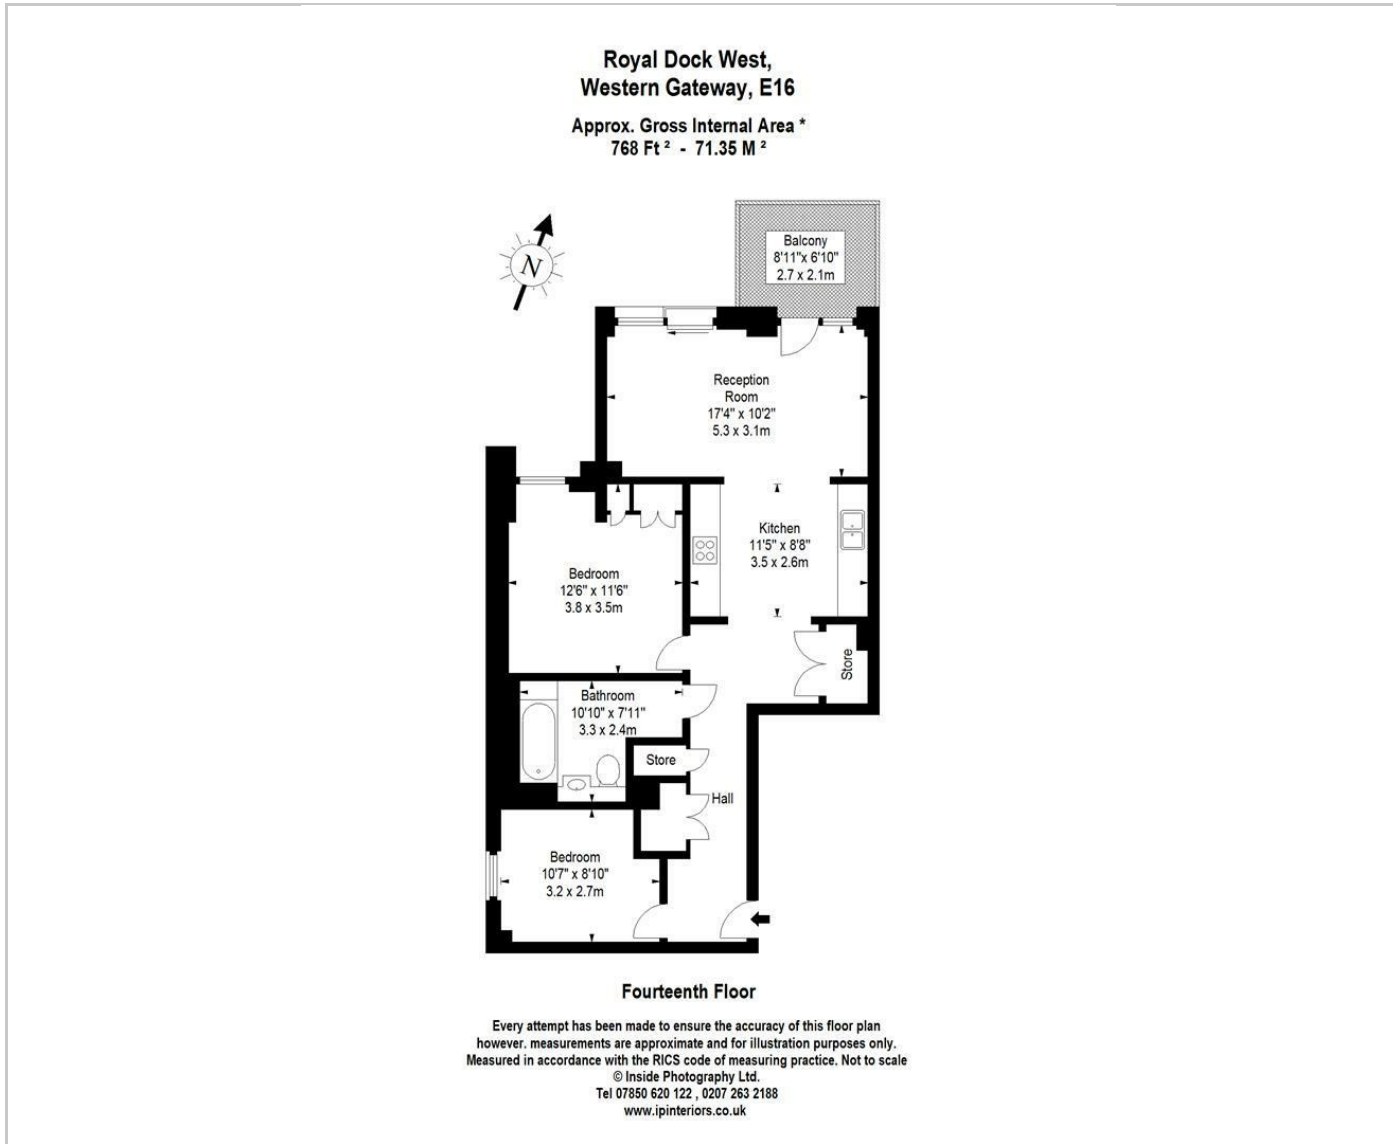 Royal Dock West,
Western Gateway, E16
Approx. Gross Internal Area *
768 Ft ² - 71.35 M ²
N
Balcony
8'11"x 6'10"
2.7 x 2.1m
Reception
Room
17'4" x 10'2"
5.3 x 3.1m
Kitchen
11'5" x 8'8"
3.5 x 2.6m
Bedroom
12'6" x 11'6"
3.8 x 3.5m
Store
Bathroom
10'10" x 7'11"
3.3 x 2.4m
Store
Hall
Bedroom
10'7" x 8'10"
3.2 x 2.7m
Fourteenth Floor
Every attempt has been made to ensure the accuracy of this floor plan
however. measurements are approximate and for illustration purposes only.
Measured in accordance with the RICS code of measuring practice. Not to scale
© Inside Photography Ltd.
Tel 07850 620 122 , 0207 263 2188
www.ipinteriors.co.uk